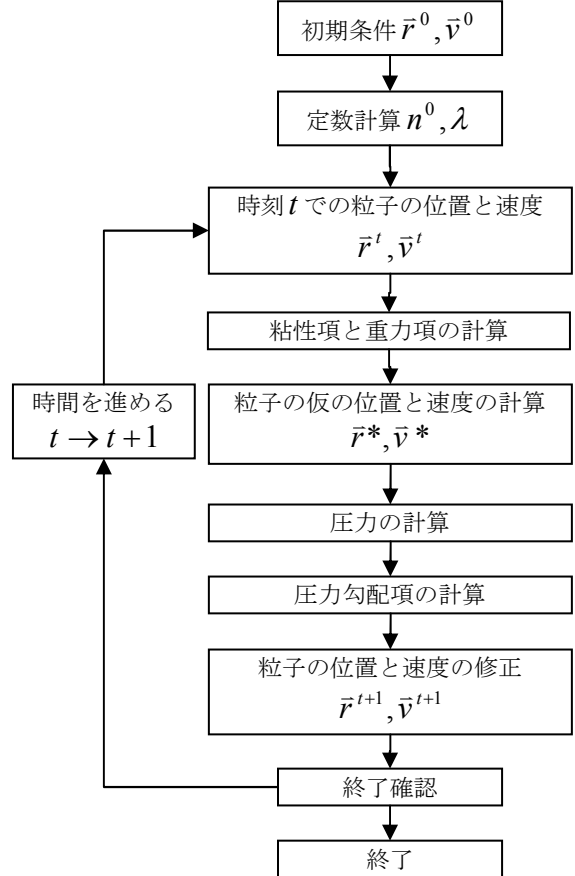 初期条件 r̄⁰, v̄⁰
定数計算 n⁰, λ
時刻 t での粒子の位置と速度
r̄ᵗ, v̄ᵗ
粘性項と重力項の計算
時間を進める
t → t+1
粒子の仮の位置と速度の計算
r̄*, v̄*
圧力の計算
圧力勾配項の計算
粒子の位置と速度の修正
r̄ᵗ⁺¹, v̄ᵗ⁺¹
終了確認
終了